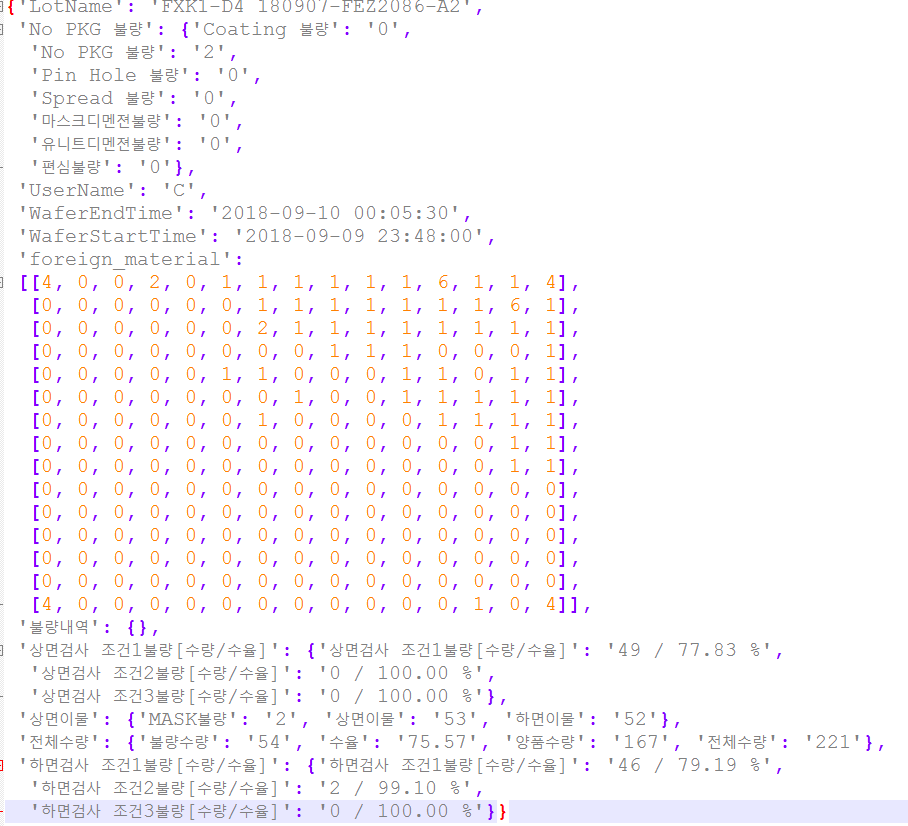 {'LotName': 'FXK1-D4 180907-FEZ2086-A2',
'No PKG 불량': {'Coating 불량': '0',
'No PKG 불량': '2',
'Pin Hole 불량': '0',
'Spread 불량': '0',
'마스크디멘젼불량': '0',
'유니트디멘젼불량': '0',
'편심불량': '0'},
'UserName': 'C',
'WaferEndTime': '2018-09-10 00:05:30',
'WaferStartTime': '2018-09-09 23:48:00',
'foreign_material':
[[4, 0, 0, 2, 0, 1, 1, 1, 1, 1, 1, 6, 1, 1, 4],
[0, 0, 0, 0, 0, 0, 1, 1, 1, 1, 1, 1, 1, 6, 1],
[0, 0, 0, 0, 0, 0, 2, 1, 1, 1, 1, 1, 1, 1, 1],
[0, 0, 0, 0, 0, 0, 0, 0, 1, 1, 1, 0, 0, 0, 1],
[0, 0, 0, 0, 0, 1, 1, 0, 0, 0, 1, 1, 0, 1, 1],
[0, 0, 0, 0, 0, 0, 0, 1, 0, 0, 1, 1, 1, 1, 1],
[0, 0, 0, 0, 0, 0, 1, 0, 0, 0, 0, 1, 1, 1, 1],
[0, 0, 0, 0, 0, 0, 0, 0, 0, 0, 0, 0, 0, 1, 1],
[0, 0, 0, 0, 0, 0, 0, 0, 0, 0, 0, 0, 0, 1, 1],
[0, 0, 0, 0, 0, 0, 0, 0, 0, 0, 0, 0, 0, 0, 0],
[0, 0, 0, 0, 0, 0, 0, 0, 0, 0, 0, 0, 0, 0, 0],
[0, 0, 0, 0, 0, 0, 0, 0, 0, 0, 0, 0, 0, 0, 0],
[0, 0, 0, 0, 0, 0, 0, 0, 0, 0, 0, 0, 0, 0, 0],
[0, 0, 0, 0, 0, 0, 0, 0, 0, 0, 0, 0, 0, 0, 0],
[4, 0, 0, 0, 0, 0, 0, 0, 0, 0, 0, 0, 1, 0, 4]],
'불량내역': {},
'상면검사 조건1불량[수량/수율]': {'상면검사 조건1불량[수량/수율]': '49 / 77.83 %',
'상면검사 조건2불량[수량/수율]': '0 / 100.00 %',
'상면검사 조건3불량[수량/수율]': '0 / 100.00 %'},
'상면이물': {'MASK불량': '2', '상면이물': '53', '하면이물': '52'},
'전체수량': {'불량수량': '54', '수율': '75.57', '양품수량': '167', '전체수량': '221'},
'하면검사 조건1불량[수량/수율]': {'하면검사 조건1불량[수량/수율]': '46 / 79.19 %',
'하면검사 조건2불량[수량/수율]': '2 / 99.10 %',
'하면검사 조건3불량[수량/수율]': '0 / 100.00 %'}}